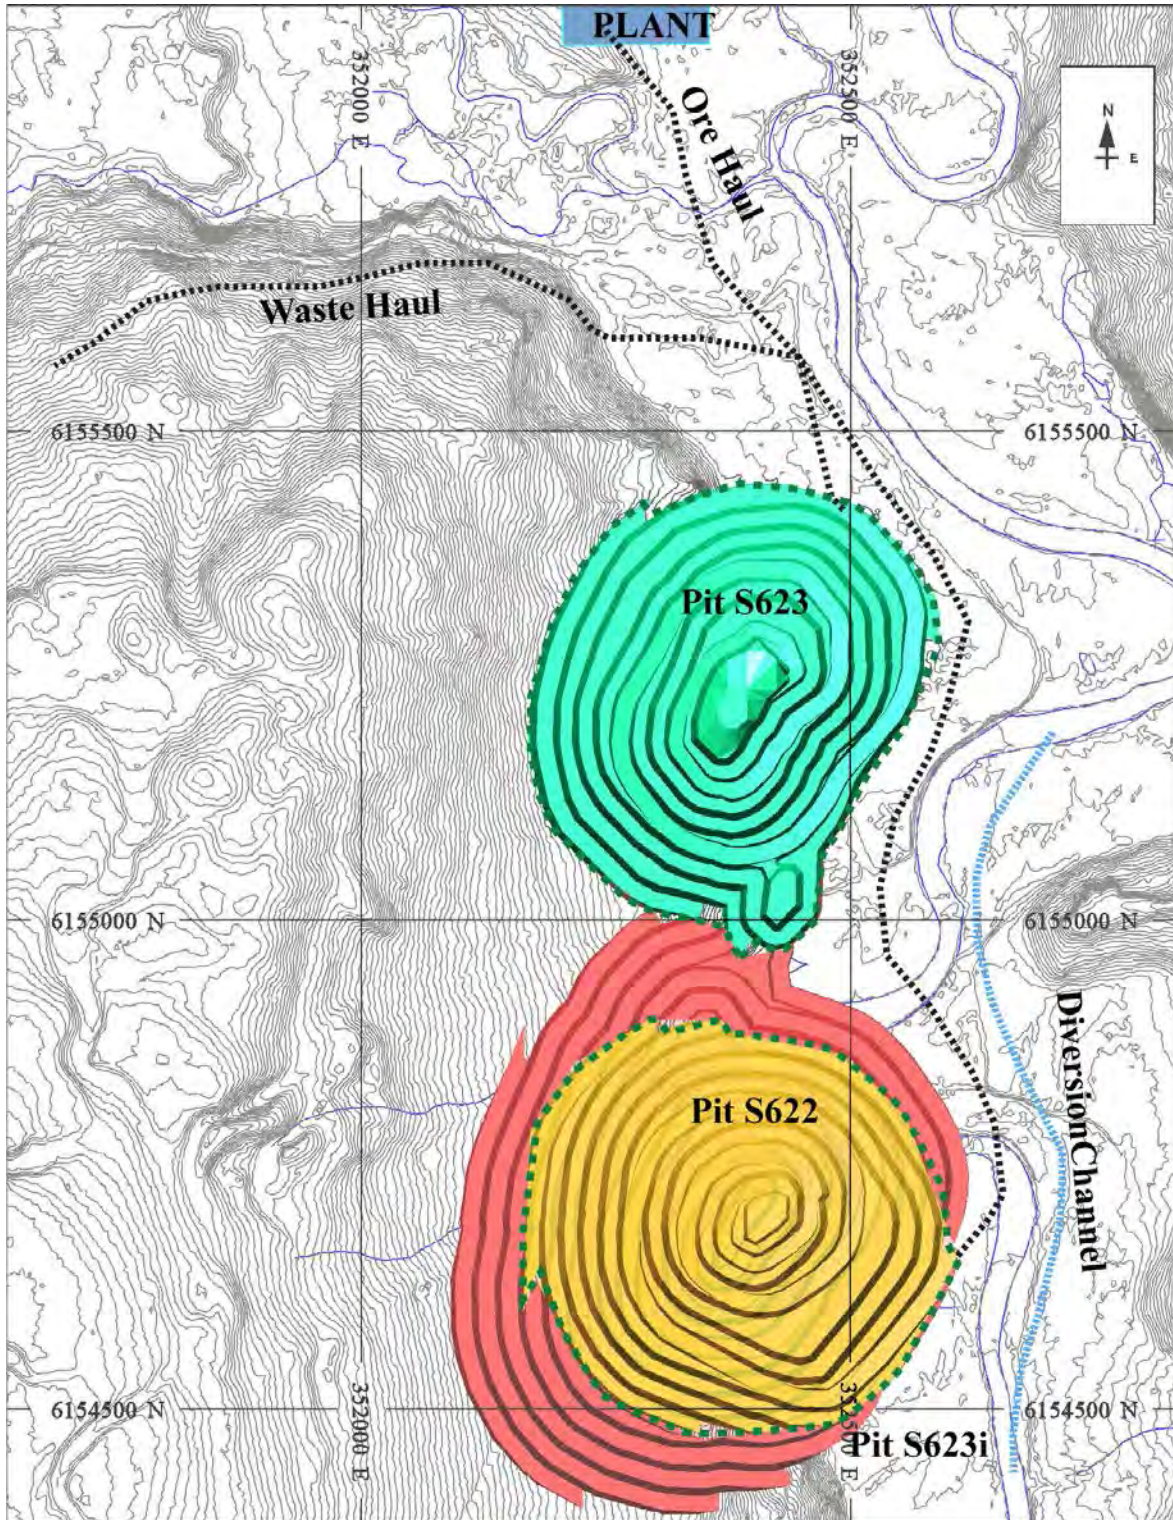 PLANT
352000 E
352500 E
Ore Haul
N
E
Waste Haul
6155500 N
6155500 N
Pit S623
6155000 N
6155000 N
Diversion Channel
Pit S622
6154500 N
352000 E
352500 E
6154500 N
Pit S623i